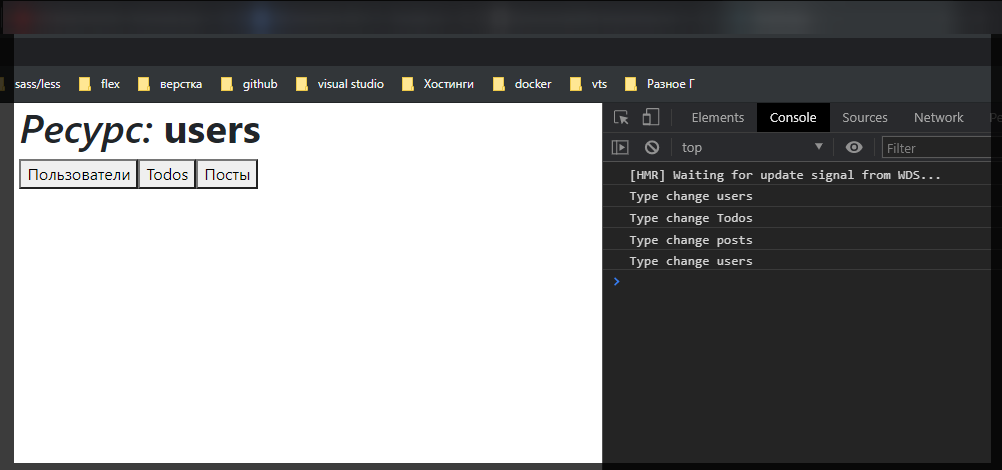 sass/less flex верстка github visual studio Хостинги docker vts Разное Г
Ресурс: users
Пользователи Todos Посты
Elements Console Sources Network
top Filter
[HMR] Waiting for update signal from WDS...
Type change users
Type change Todos
Type change posts
Type change users